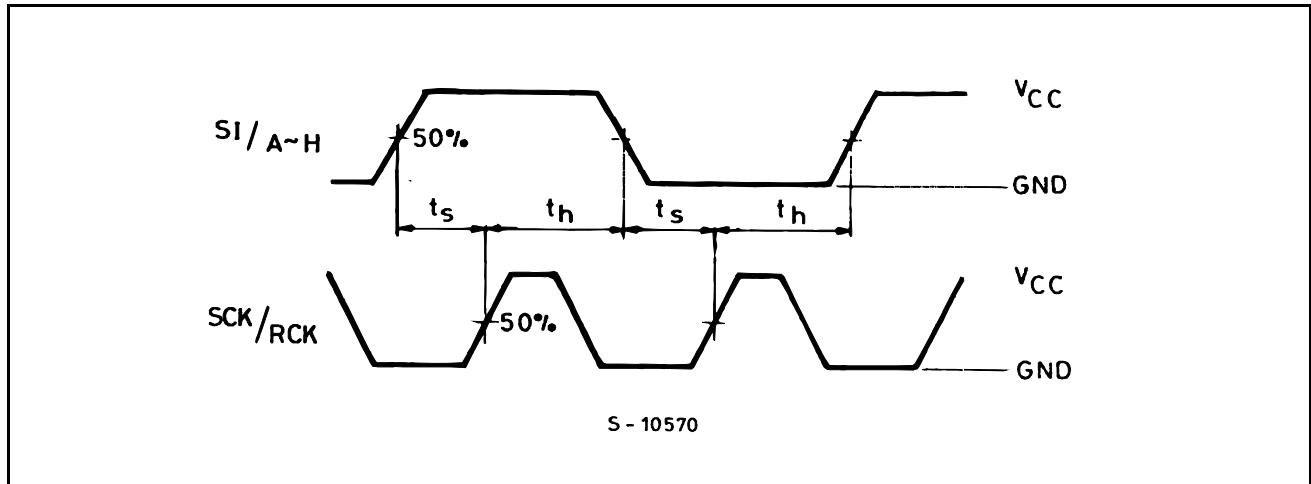 VCC
SI/A~H
50%
GND
ts th ts th
VCC
SCK/RCK
50%
GND
S-10570